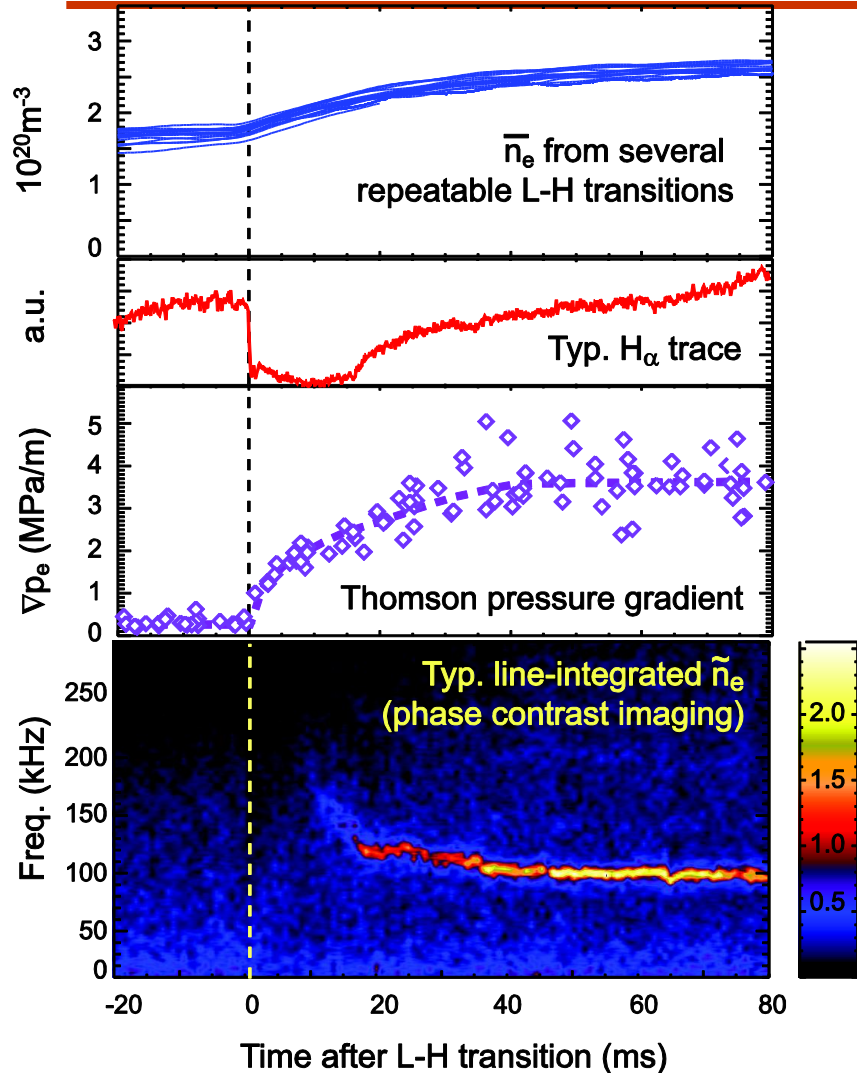 3
2
1
0
10²⁰m⁻³
n̅ₑ from several
repeatable L-H transitions
a.u.
Typ. Hα trace
5
4
3
2
1
0
∇pₑ (MPa/m)
Thomson pressure gradient
250
200
150
100
50
0
Freq. (kHz)
Typ. line-integrated ñₑ
(phase contrast imaging)
2.0
1.5
1.0
0.5
-20 0 20 40 60 80
Time after L-H transition (ms)